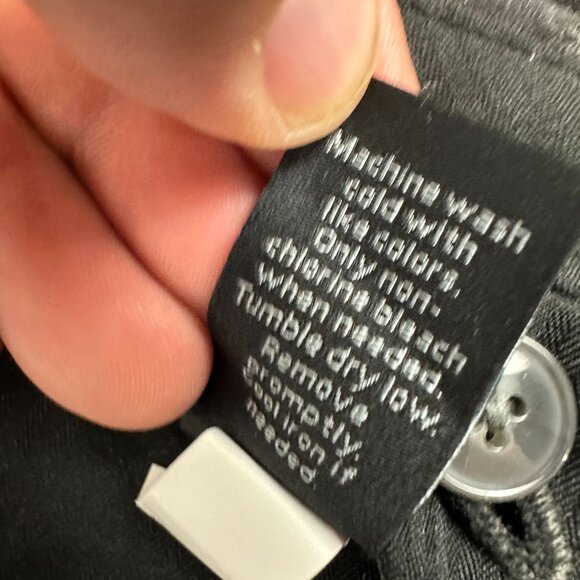 Machine wash
cold with
like colors.
Only non-
chlorine bleach
when needed.
Tumble dry low.
Remove
promptly.
Cool iron if
needed